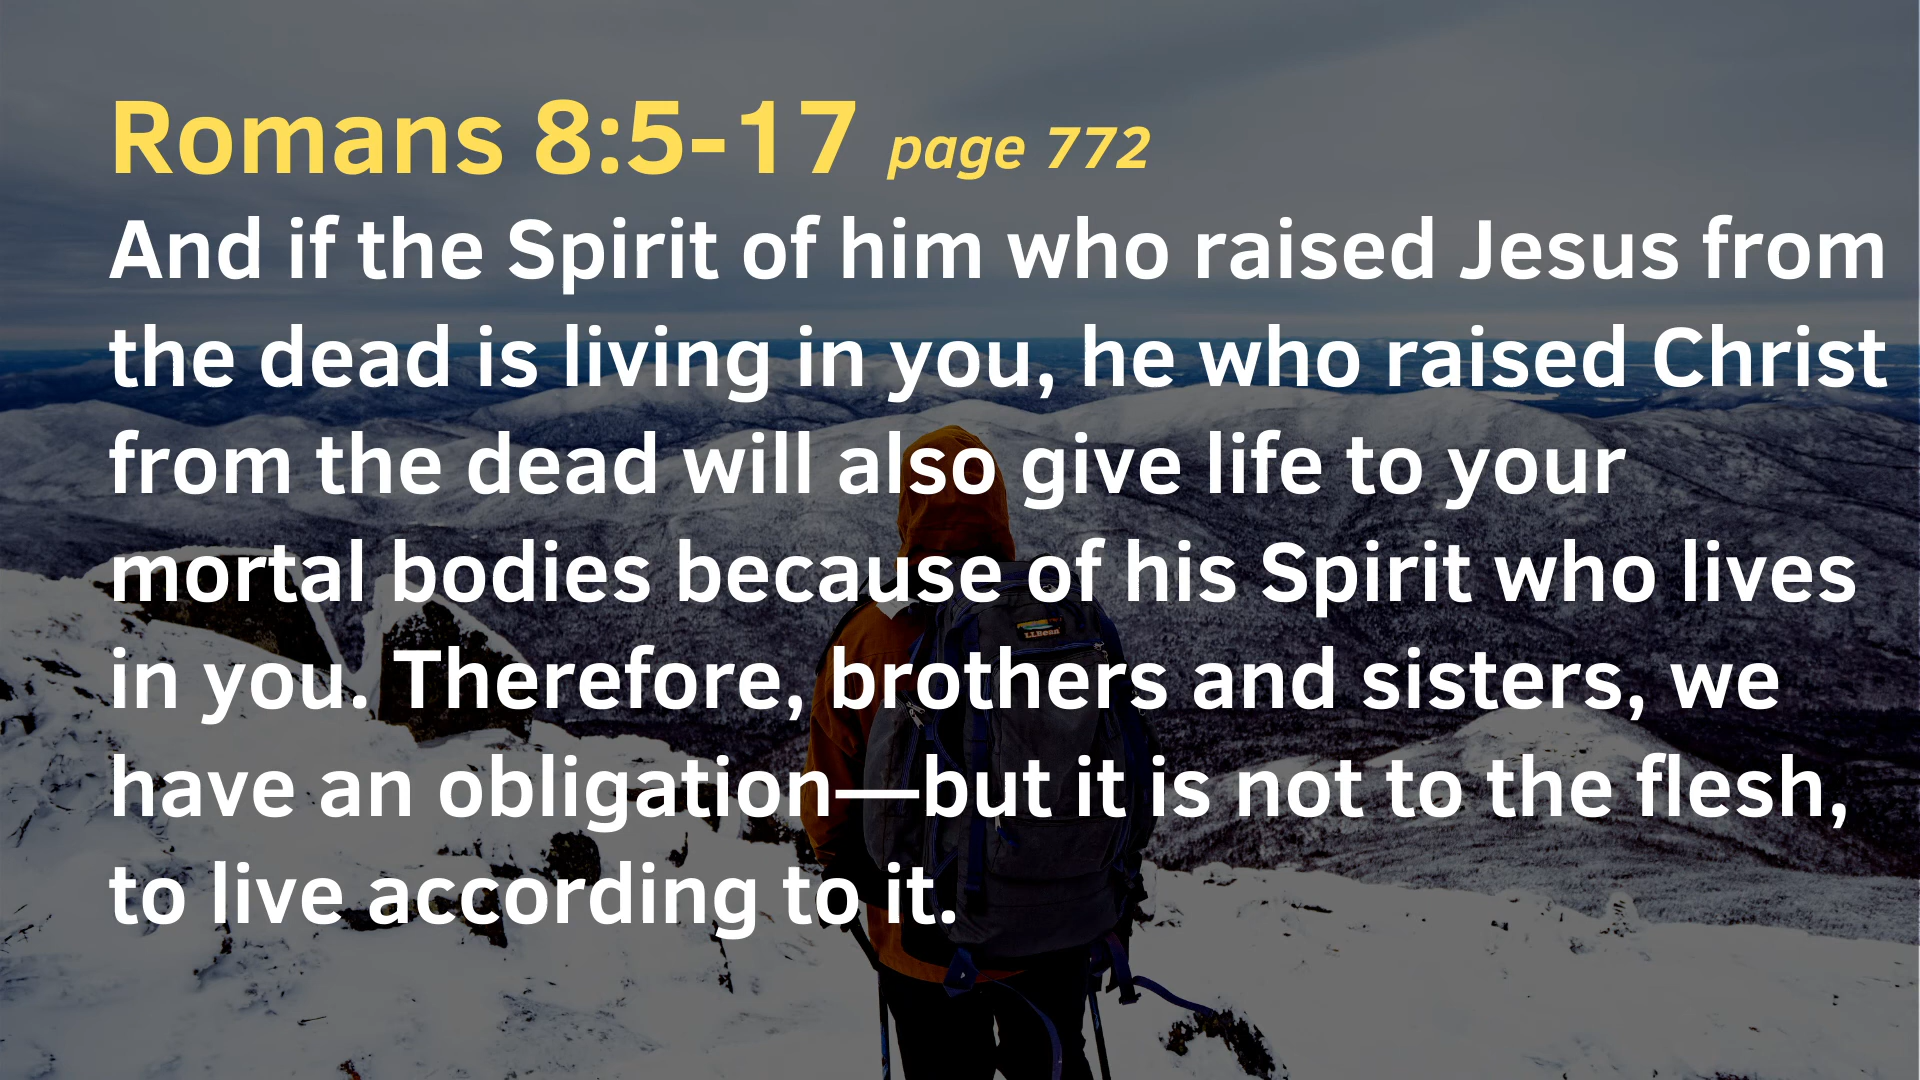 Romans 8:5-17 page 772
And if the Spirit of him who raised Jesus from
the dead is living in you, he who raised Christ
from the dead will also give life to your
mortal bodies because of his Spirit who lives
in you. Therefore, brothers and sisters, we
have an obligation—but it is not to the flesh,
to live according to it.
L.L.Bean